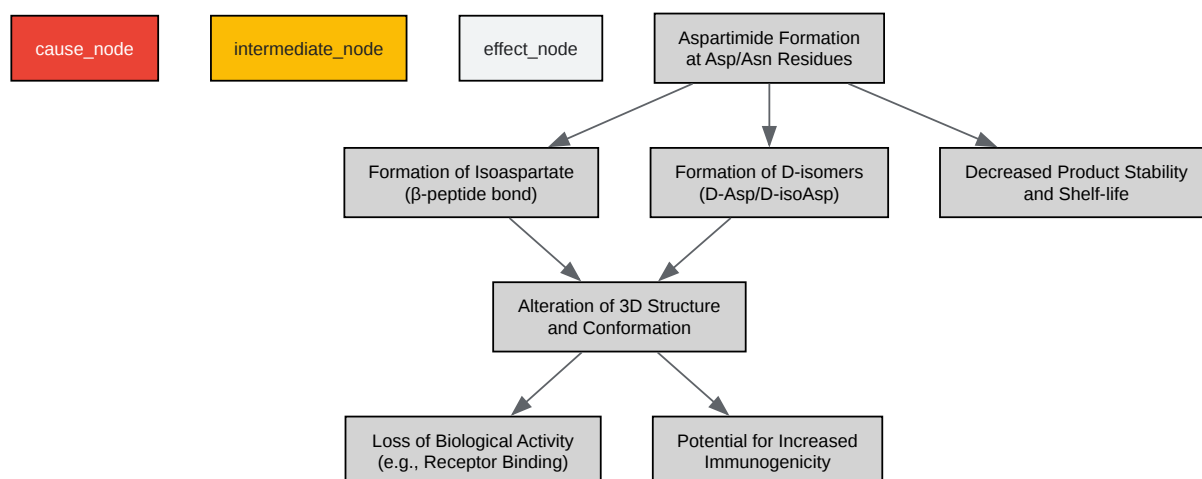 cause_node
intermediate_node
effect_node
Aspartimide Formation
at Asp/Asn Residues
Formation of Isoaspartate
(β-peptide bond)
Formation of D-isomers
(D-Asp/D-isoAsp)
Decreased Product Stability
and Shelf-life
Alteration of 3D Structure
and Conformation
Loss of Biological Activity
(e.g., Receptor Binding)
Potential for Increased
Immunogenicity